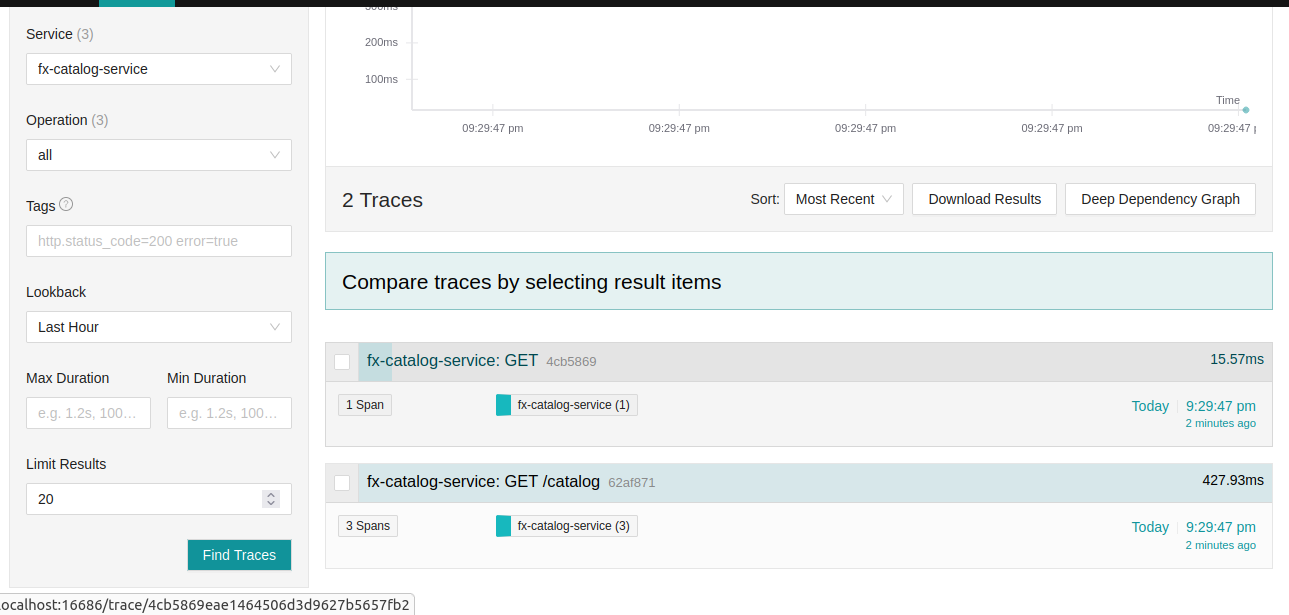 Service (3)
fx-catalog-service
Operation (3)
all
Tags ?
http.status_code=200 error=true
Lookback
Last Hour
Max Duration Min Duration
e.g. 1.2s, 100… e.g. 1.2s, 100…
Limit Results
20
Find Traces
300ms
200ms
100ms
Time
09:29:47 pm 09:29:47 pm 09:29:47 pm 09:29:47 pm 09:29:47
2 Traces
Sort: Most Recent Download Results Deep Dependency Graph
Compare traces by selecting result items
fx-catalog-service: GET 4cb5869 15.57ms
1 Span fx-catalog-service (1) Today 9:29:47 pm
2 minutes ago
fx-catalog-service: GET /catalog 62af871 427.93ms
3 Spans fx-catalog-service (3) Today 9:29:47 pm
2 minutes ago
ocalhost:16686/trace/4cb5869eae1464506d3d9627b5657fb2